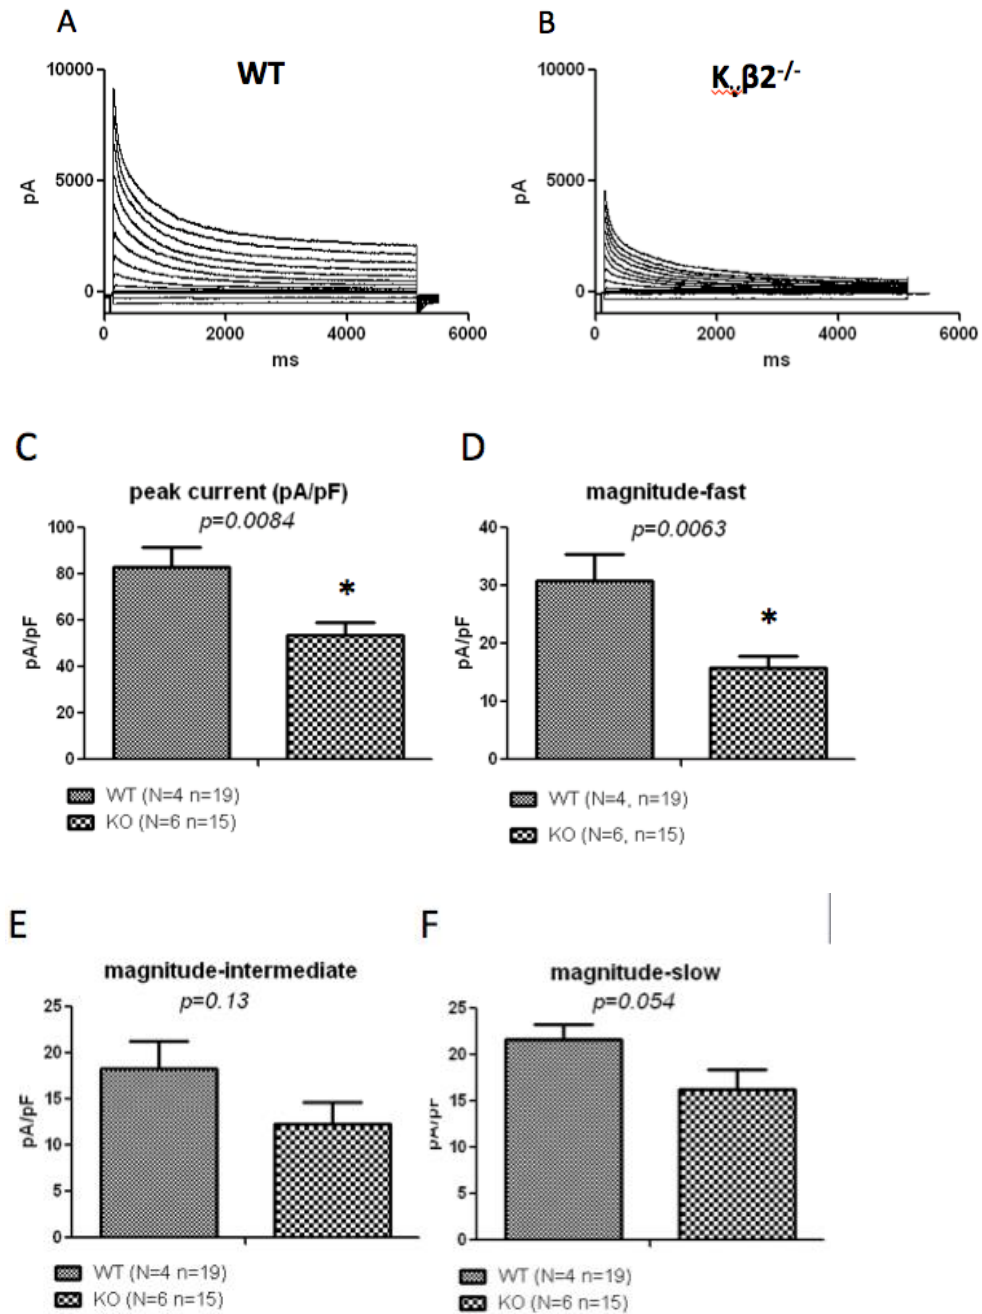 A
B
WT
Kvβ2-/-
10000
5000
0
pA
0 2000 4000 6000
ms
10000
5000
0
pA
0 2000 4000 6000
ms
C
peak current (pA/pF)
p=0.0084
100
80
60
40
20
0
pA/pF
*
WT (N=4 n=19)
KO (N=6 n=15)
D
magnitude-fast
p=0.0063
40
30
20
10
0
pA/pF
*
WT (N=4, n=19)
KO (N=6, n=15)
E
magnitude-intermediate
p=0.13
25
20
15
10
5
0
pA/pF
WT (N=4 n=19)
KO (N=6 n=15)
F
magnitude-slow
p=0.054
25
20
15
10
5
0
pA/pF
WT (N=4 n=19)
KO (N=6 n=15)